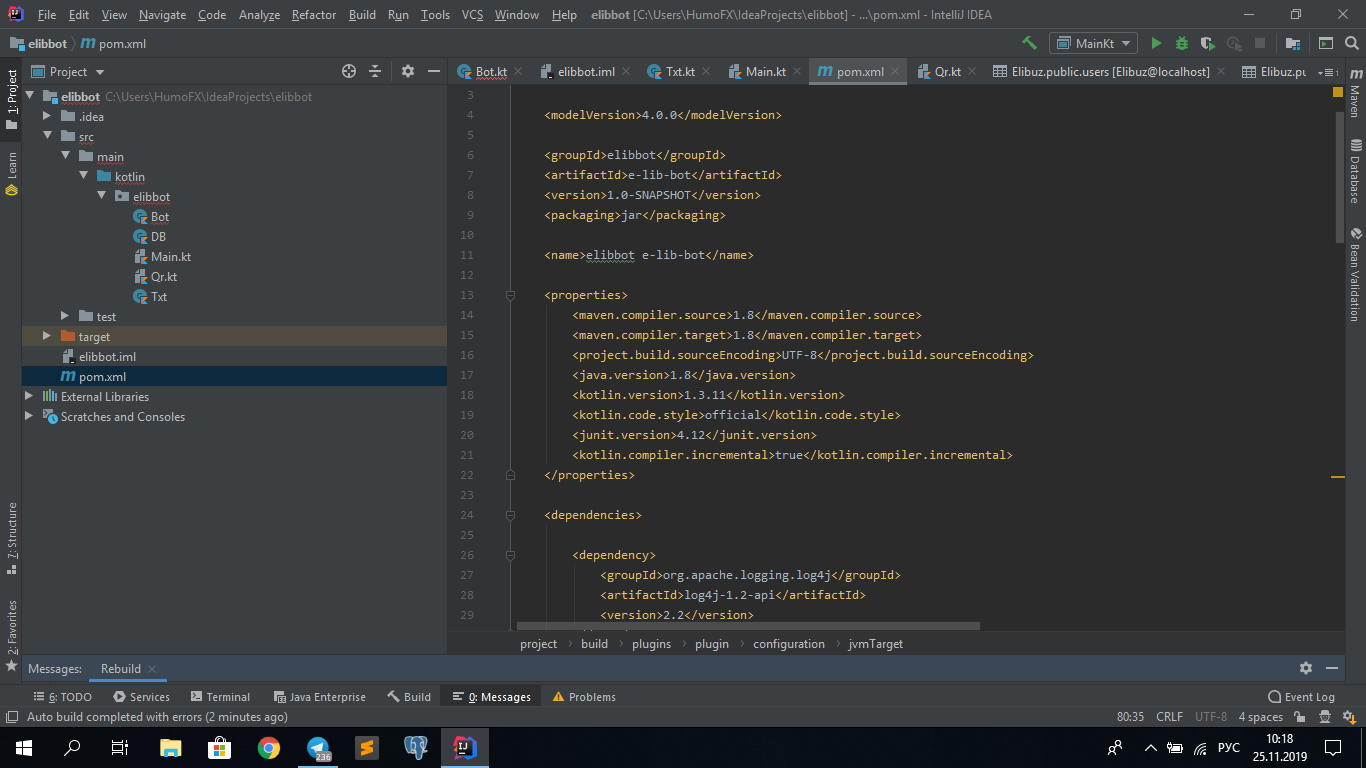 File Edit View Navigate Code Analyze Refactor Build Run Tools VCS Window Help elibbot [C:\Users\HumoFX\IdeaProjects\elibbot] - ...\pom.xml - IntelliJ IDEA
elibbot pom.xml MainKt
Project
Bot.kt elibbot.iml Txt.kt Main.kt pom.xml Qr.kt Elibuz.public.users [Elibuz@localhost] Elibuz.pu
1: Project
Learn
7: Structure
2: Favorites
elibbot C:\Users\HumoFX\IdeaProjects\elibbot
.idea
src
main
kotlin
elibbot
Bot
DB
Main.kt
Qr.kt
Txt
test
target
elibbot.iml
pom.xml
External Libraries
Scratches and Consoles
3
4 <modelVersion>4.0.0</modelVersion>
5
6 <groupId>elibbot</groupId>
7 <artifactId>e-lib-bot</artifactId>
8 <version>1.0-SNAPSHOT</version>
9 <packaging>jar</packaging>
10
11 <name>elibbot e-lib-bot</name>
12
13 <properties>
14 <maven.compiler.source>1.8</maven.compiler.source>
15 <maven.compiler.target>1.8</maven.compiler.target>
16 <project.build.sourceEncoding>UTF-8</project.build.sourceEncoding>
17 <java.version>1.8</java.version>
18 <kotlin.version>1.3.11</kotlin.version>
19 <kotlin.code.style>official</kotlin.code.style>
20 <junit.version>4.12</junit.version>
21 <kotlin.compiler.incremental>true</kotlin.compiler.incremental>
22 </properties>
23
24 <dependencies>
25
26 <dependency>
27 <groupId>org.apache.logging.log4j</groupId>
28 <artifactId>log4j-1.2-api</artifactId>
29 <version>2.2</version>
Maven
Database
Bean Validation
project build plugins plugin configuration jvmTarget
Messages: Rebuild
6: TODO Services Terminal Java Enterprise Build 0: Messages Problems Event Log
Auto build completed with errors (2 minutes ago) 80:35 CRLF UTF-8 4 spaces
236
РУС
10:18
25.11.2019